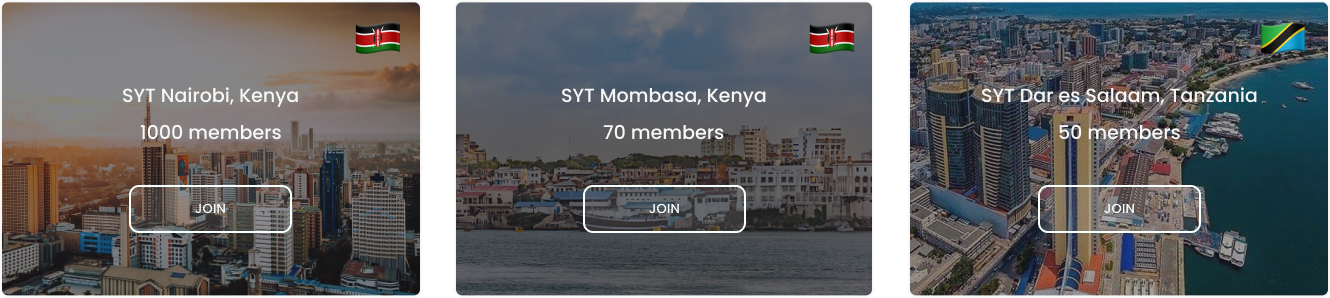 SYT Nairobi, Kenya
1000 members
JOIN
SYT Mombasa, Kenya
70 members
JOIN
SYT Dar es Salaam, Tanzania
50 members
JOIN